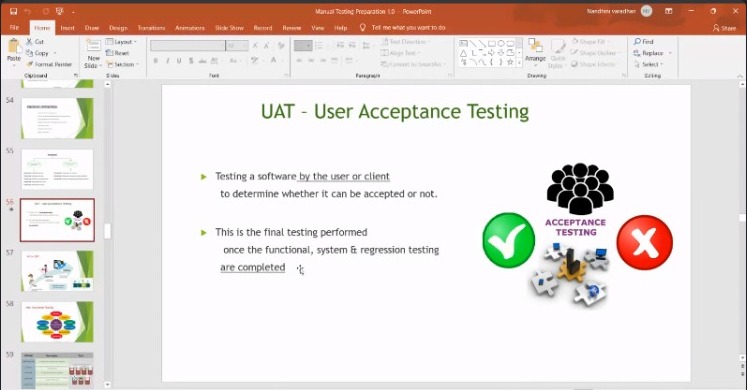 Manual Testing Preparation 1.0 - PowerPoint
Nandhini varadhan
File Home Insert Draw Design Transitions Animations Slide Show Record Review View Help Tell me what you want to do Share
Cut
Copy
Format Painter
Paste
Clipboard
New Slide
Layout
Reset
Section
Slides
Font
Text Direction
Align Text
Convert to SmartArt
Paragraph
Arrange
Quick Styles
Shape Fill
Shape Outline
Shape Effects
Drawing
Find
Replace
Select
Editing
54
55
56
57
58
59
UAT – User Acceptance Testing
Testing a software by the user or client
to determine whether it can be accepted or not.
This is the final testing performed
once the functional, system & regression testing
are completed
ACCEPTANCE
TESTING